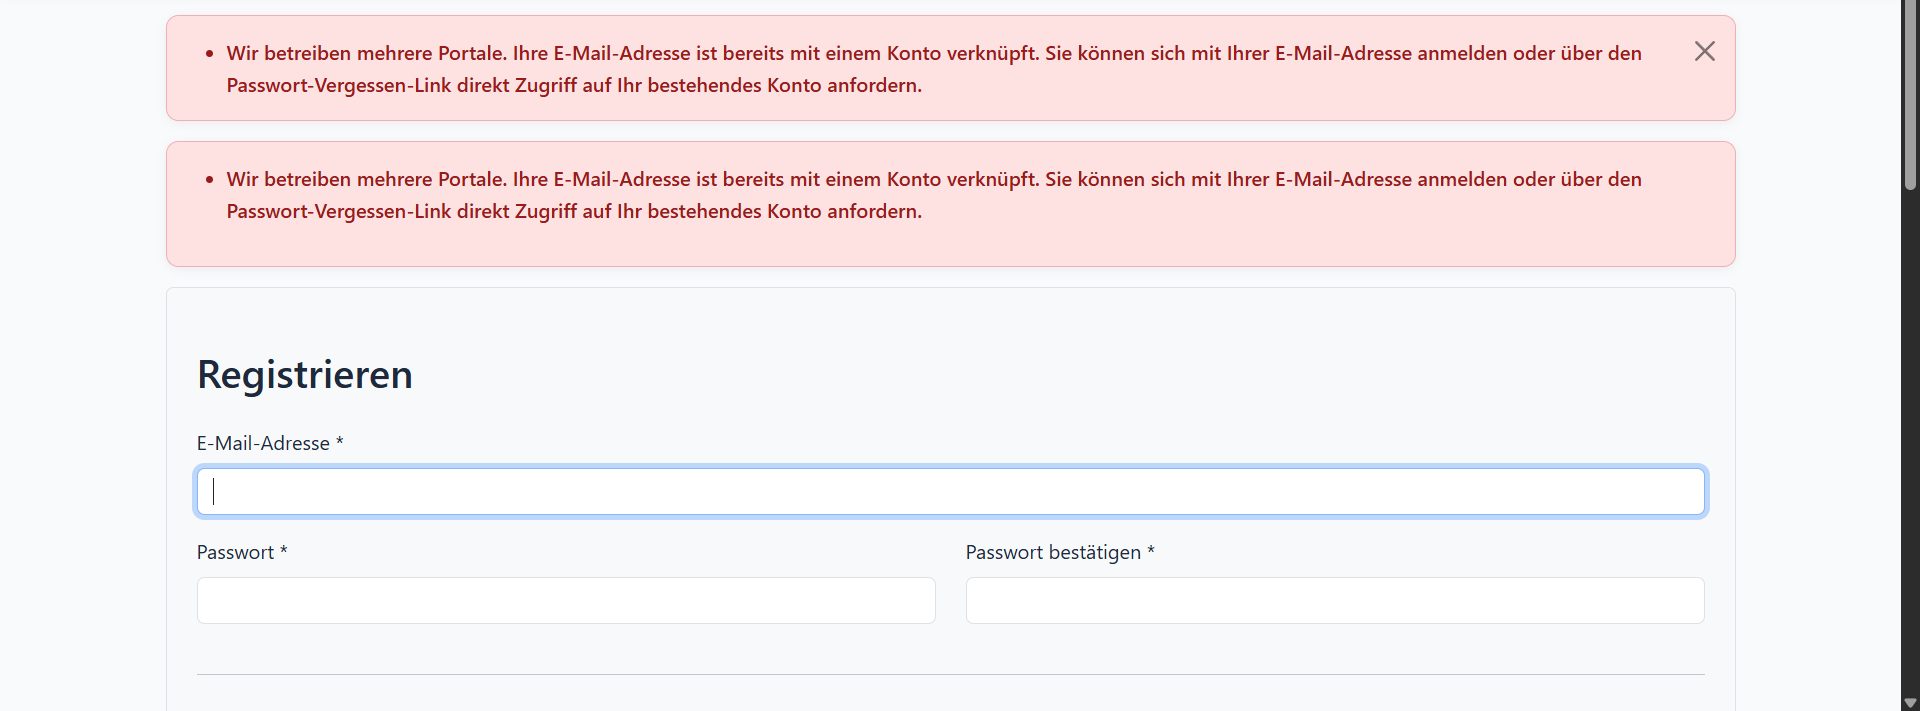 Wir betreiben mehrere Portale. Ihre E-Mail-Adresse ist bereits mit einem Konto verknüpft. Sie können sich mit Ihrer E-Mail-Adresse anmelden oder über den
Passwort-Vergessen-Link direkt Zugriff auf Ihr bestehendes Konto anfordern.
Wir betreiben mehrere Portale. Ihre E-Mail-Adresse ist bereits mit einem Konto verknüpft. Sie können sich mit Ihrer E-Mail-Adresse anmelden oder über den
Passwort-Vergessen-Link direkt Zugriff auf Ihr bestehendes Konto anfordern.
Registrieren
E-Mail-Adresse *
Passwort * Passwort bestätigen *